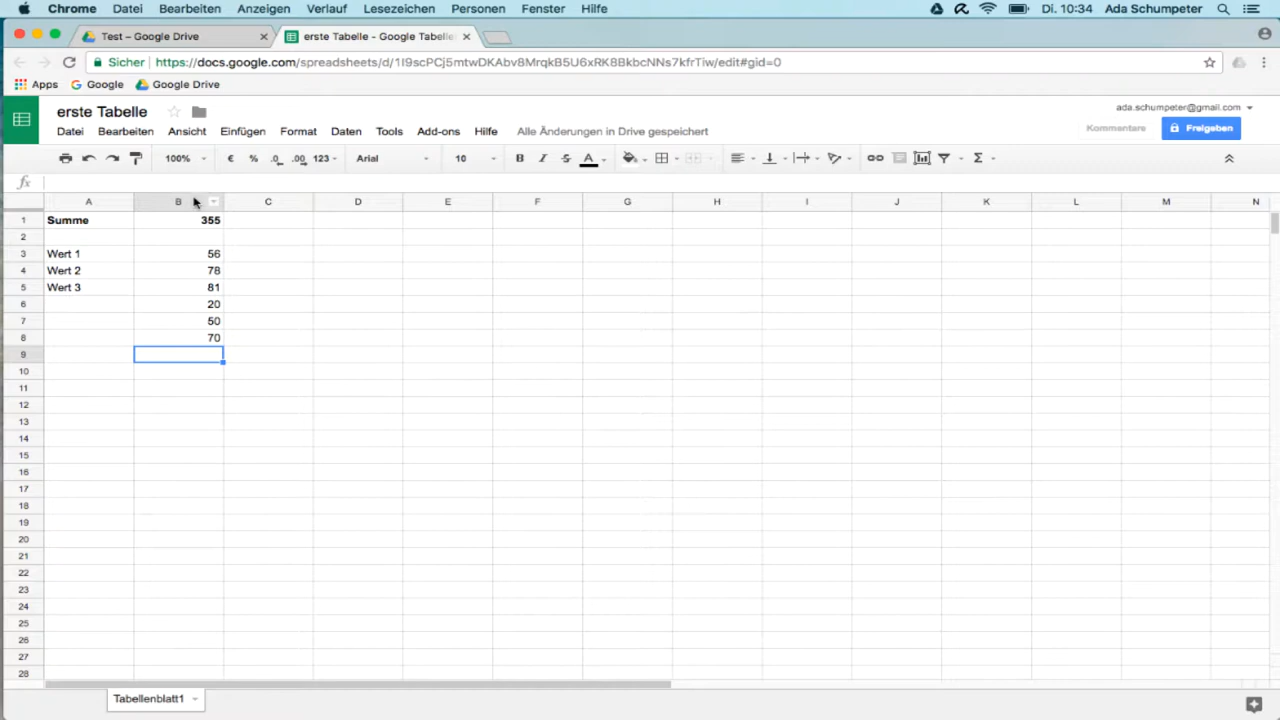 Chrome Datei Bearbeiten Anzeigen Verlauf Lesezeichen Personen Fenster Hilfe Di. 10:34 Ada Schumpeter
Test – Google Drive erste Tabelle - Google Tabelle
Sicher https://docs.google.com/spreadsheets/d/1I9scPCj5mtwDKAbv8MrqkB5U6xRK8BkbcNNs7kfrTiw/edit#gid=0
Apps Google Google Drive
erste Tabelle ada.schumpeter@gmail.com
Datei Bearbeiten Ansicht Einfügen Format Daten Tools Add-ons Hilfe Alle Änderungen in Drive gespeichert Kommentare Freigeben
100% € % .0 .00 123 Arial 10 B I S A Σ
fx
A B C D E F G H I J K L M N
1 Summe 355
2
3 Wert 1 56
4 Wert 2 78
5 Wert 3 81
6 20
7 50
8 70
9
10
11
12
13
14
15
16
17
18
19
20
21
22
23
24
25
26
27
28
Tabellenblatt1